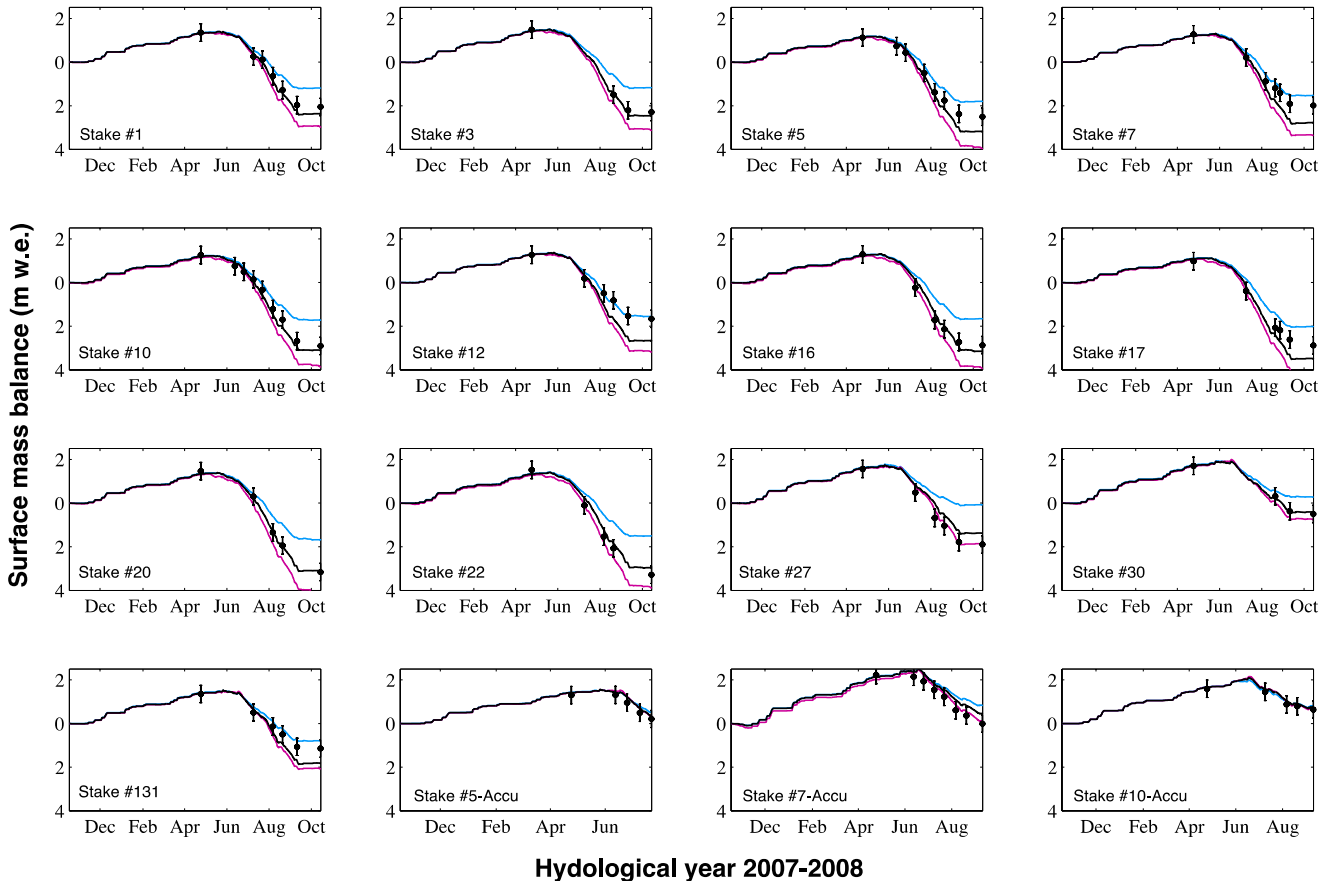 Surface mass balance (m w.e.)
2
0
2
4
Stake #1
Dec Feb Apr Jun Aug Oct
2
0
2
4
Stake #3
Dec Feb Apr Jun Aug Oct
2
0
2
4
Stake #5
Dec Feb Apr Jun Aug Oct
2
0
2
4
Stake #7
Dec Feb Apr Jun Aug Oct
2
0
2
4
Stake #10
Dec Feb Apr Jun Aug Oct
2
0
2
4
Stake #12
Dec Feb Apr Jun Aug Oct
2
0
2
4
Stake #16
Dec Feb Apr Jun Aug Oct
2
0
2
4
Stake #17
Dec Feb Apr Jun Aug Oct
2
0
2
4
Stake #20
Dec Feb Apr Jun Aug Oct
2
0
2
4
Stake #22
Dec Feb Apr Jun Aug Oct
2
0
2
4
Stake #27
Dec Feb Apr Jun Aug Oct
2
0
2
4
Stake #30
Dec Feb Apr Jun Aug Oct
2
0
2
4
Stake #131
Dec Feb Apr Jun Aug Oct
2
0
2
4
Stake #5-Accu
Dec Feb Apr Jun
2
0
2
4
Stake #7-Accu
Dec Feb Apr Jun Aug
2
0
2
4
Stake #10-Accu
Dec Feb Apr Jun Aug
Hydological year 2007-2008